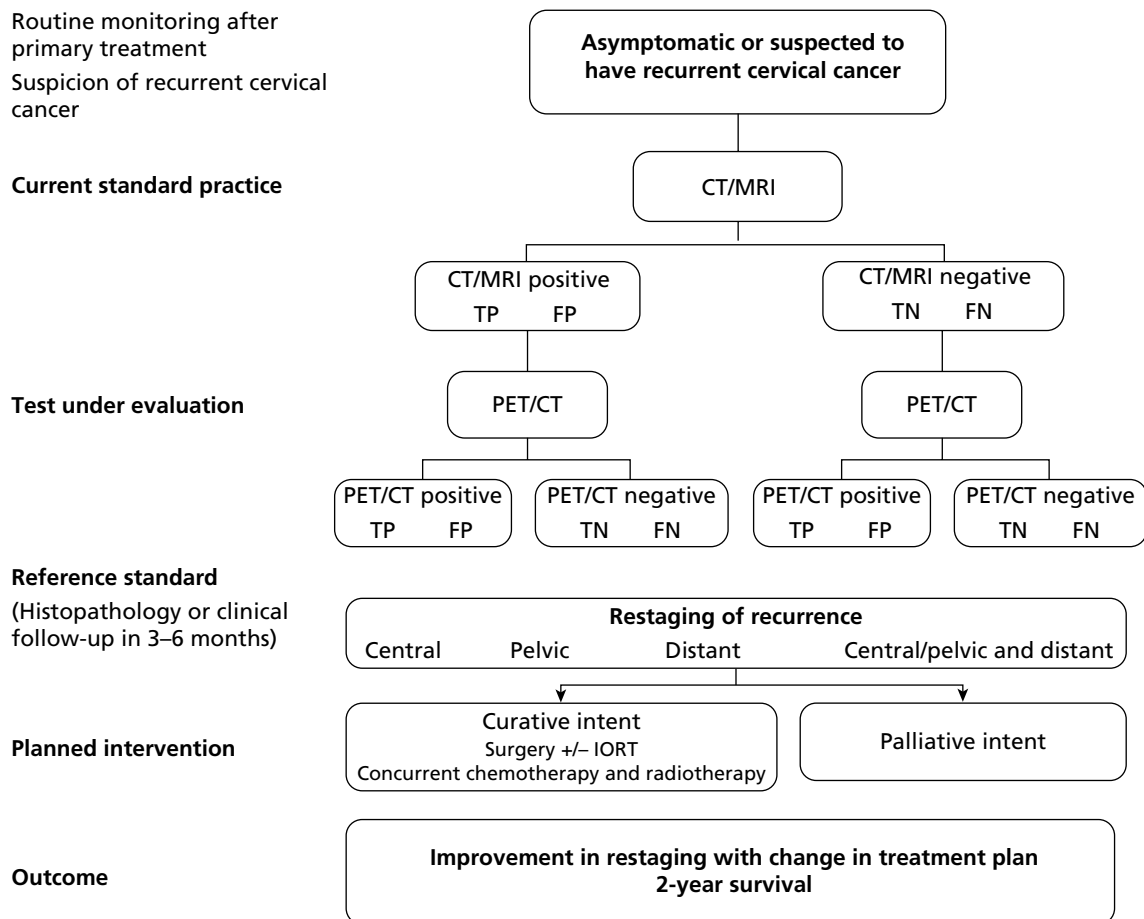 Routine monitoring after
primary treatment
Suspicion of recurrent cervical
cancer
Asymptomatic or suspected to
have recurrent cervical cancer
Current standard practice
CT/MRI
CT/MRI positive
TP FP
CT/MRI negative
TN FN
Test under evaluation
PET/CT
PET/CT
PET/CT positive
TP FP
PET/CT negative
TN FN
PET/CT positive
TP FP
PET/CT negative
TN FN
Reference standard
(Histopathology or clinical
follow-up in 3–6 months)
Restaging of recurrence
Central Pelvic Distant Central/pelvic and distant
Planned intervention
Curative intent
Surgery +/– IORT
Concurrent chemotherapy and radiotherapy
Palliative intent
Outcome
Improvement in restaging with change in treatment plan
2-year survival